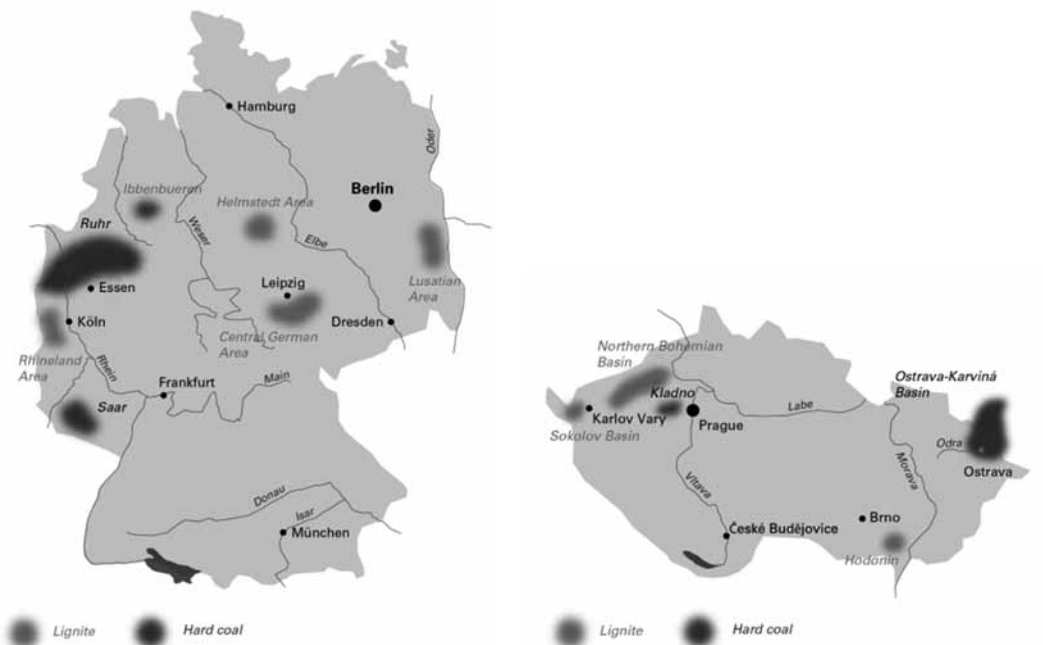 Hamburg
Oder
Ibbenbueren
Helmstedt Area
Berlin
Ruhr
Weser
Elbe
Essen
Leipzig
Lusatian
Area
Köln
Dresden
Central German
Area
Rhineland
Area
Rhein
Frankfurt
Main
Saar
Donau
Isar
München
Lignite
Hard coal
Northern Bohemian
Basin
Ostrava-Karviná
Basin
Kladno
Labe
Karlov Vary
Prague
Sokolov Basin
Odra
Ostrava
Morava
Vltava
Brno
České Budějovice
Hodonin
Lignite
Hard coal